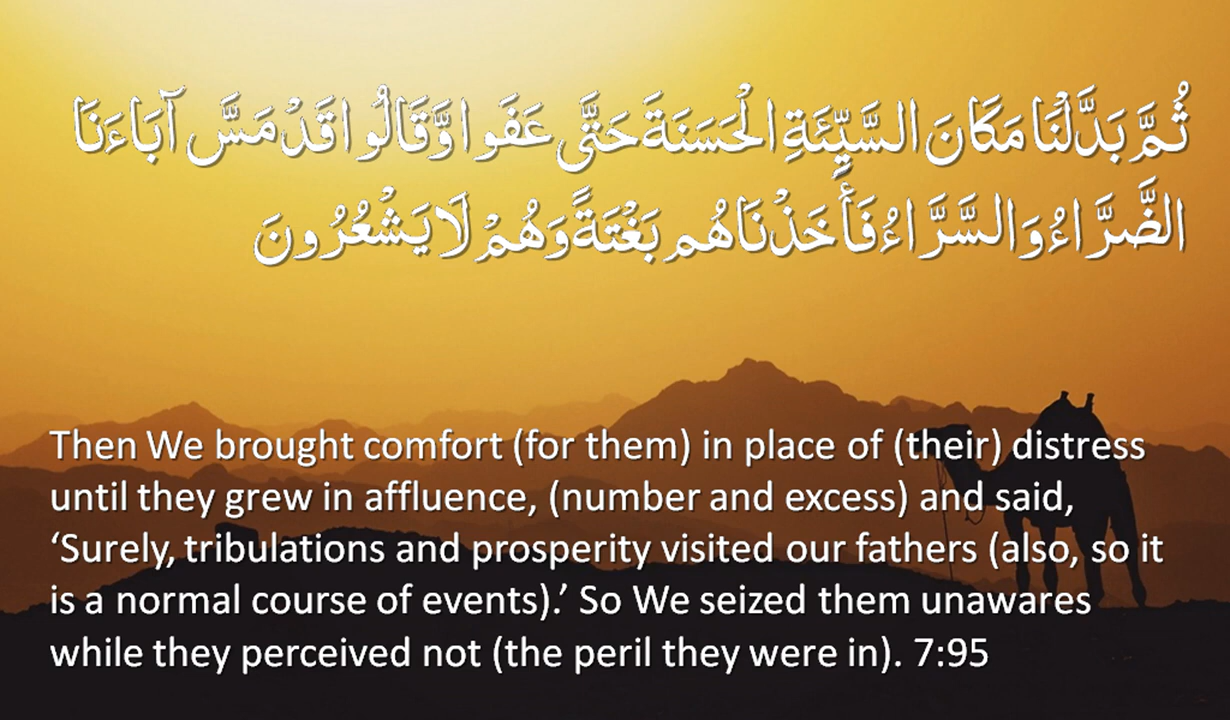 ثُمَّ بَدَّلْنَا مَكَانَ السَّيِّئَةِ الْحَسَنَةَ حَتَّى عَفَوا وَّقَالُوا قَدْ مَسَّ آبَاءَنَا
الضَّرَّاءُ وَالسَّرَّاءُ فَأَخَذْنَاهُم بَغْتَةً وَهُمْ لَا يَشْعُرُونَ
Then We brought comfort (for them) in place of (their) distress
until they grew in affluence, (number and excess) and said,
‘Surely, tribulations and prosperity visited our fathers (also, so it
is a normal course of events).’ So We seized them unawares
while they perceived not (the peril they were in). 7:95